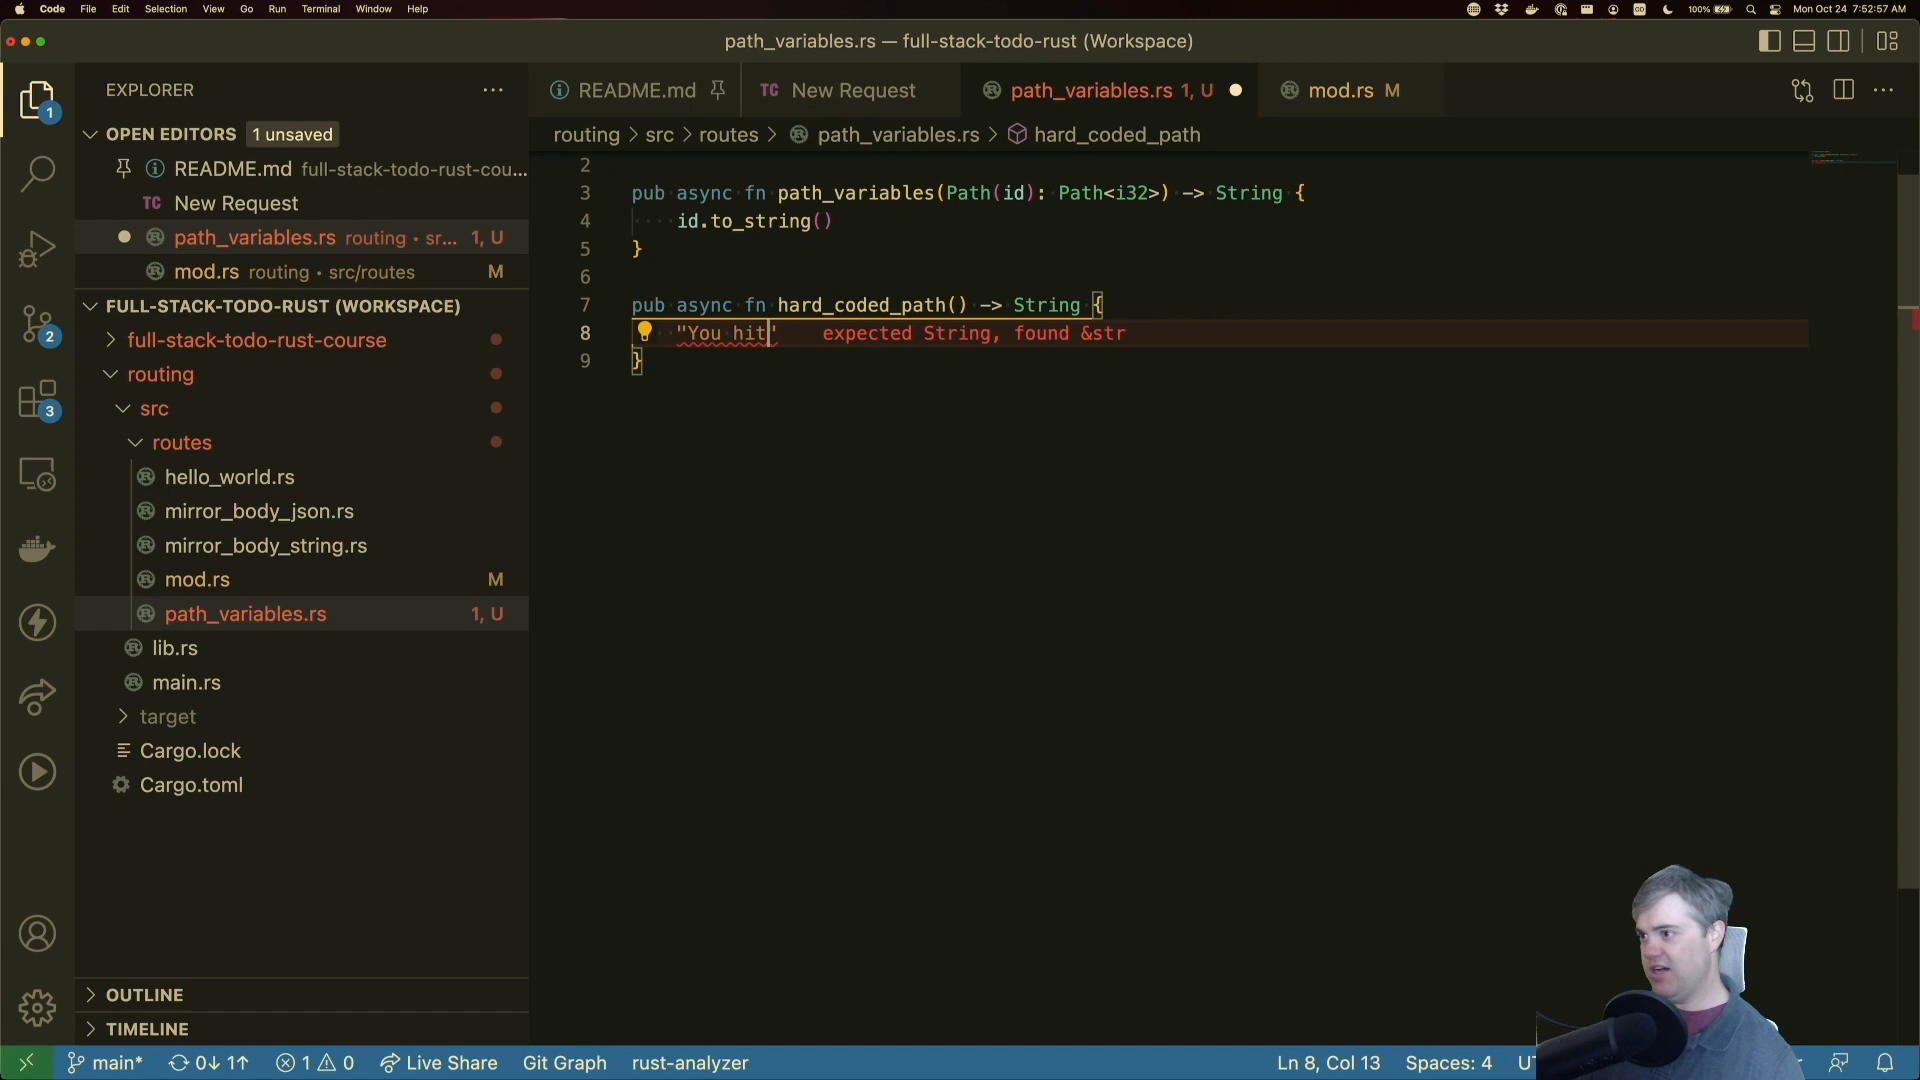 Code File Edit Selection View Go Run Terminal Window Help 100% Mon Oct 24 7:52:57 AM
path_variables.rs — full-stack-todo-rust (Workspace)
EXPLORER
README.md
TC New Request
path_variables.rs 1, U
mod.rs M
OPEN EDITORS 1 unsaved
routing > src > routes > path_variables.rs > hard_coded_path
README.md full-stack-todo-rust-cou...
TC New Request
path_variables.rs routing • sr... 1, U
mod.rs routing • src/routes M
FULL-STACK-TODO-RUST (WORKSPACE)
full-stack-todo-rust-course
routing
src
routes
hello_world.rs
mirror_body_json.rs
mirror_body_string.rs
mod.rs M
path_variables.rs 1, U
lib.rs
main.rs
target
Cargo.lock
Cargo.toml
OUTLINE
TIMELINE
1
2
3
2
3 pub async fn path_variables(Path(id): Path<i32>) -> String {
4 id.to_string()
5 }
6
7 pub async fn hard_coded_path() -> String {
8 "You hit" expected String, found &str
9 }
main* 0↓ 1↑ 1 0 Live Share Git Graph rust-analyzer Ln 8, Col 13 Spaces: 4